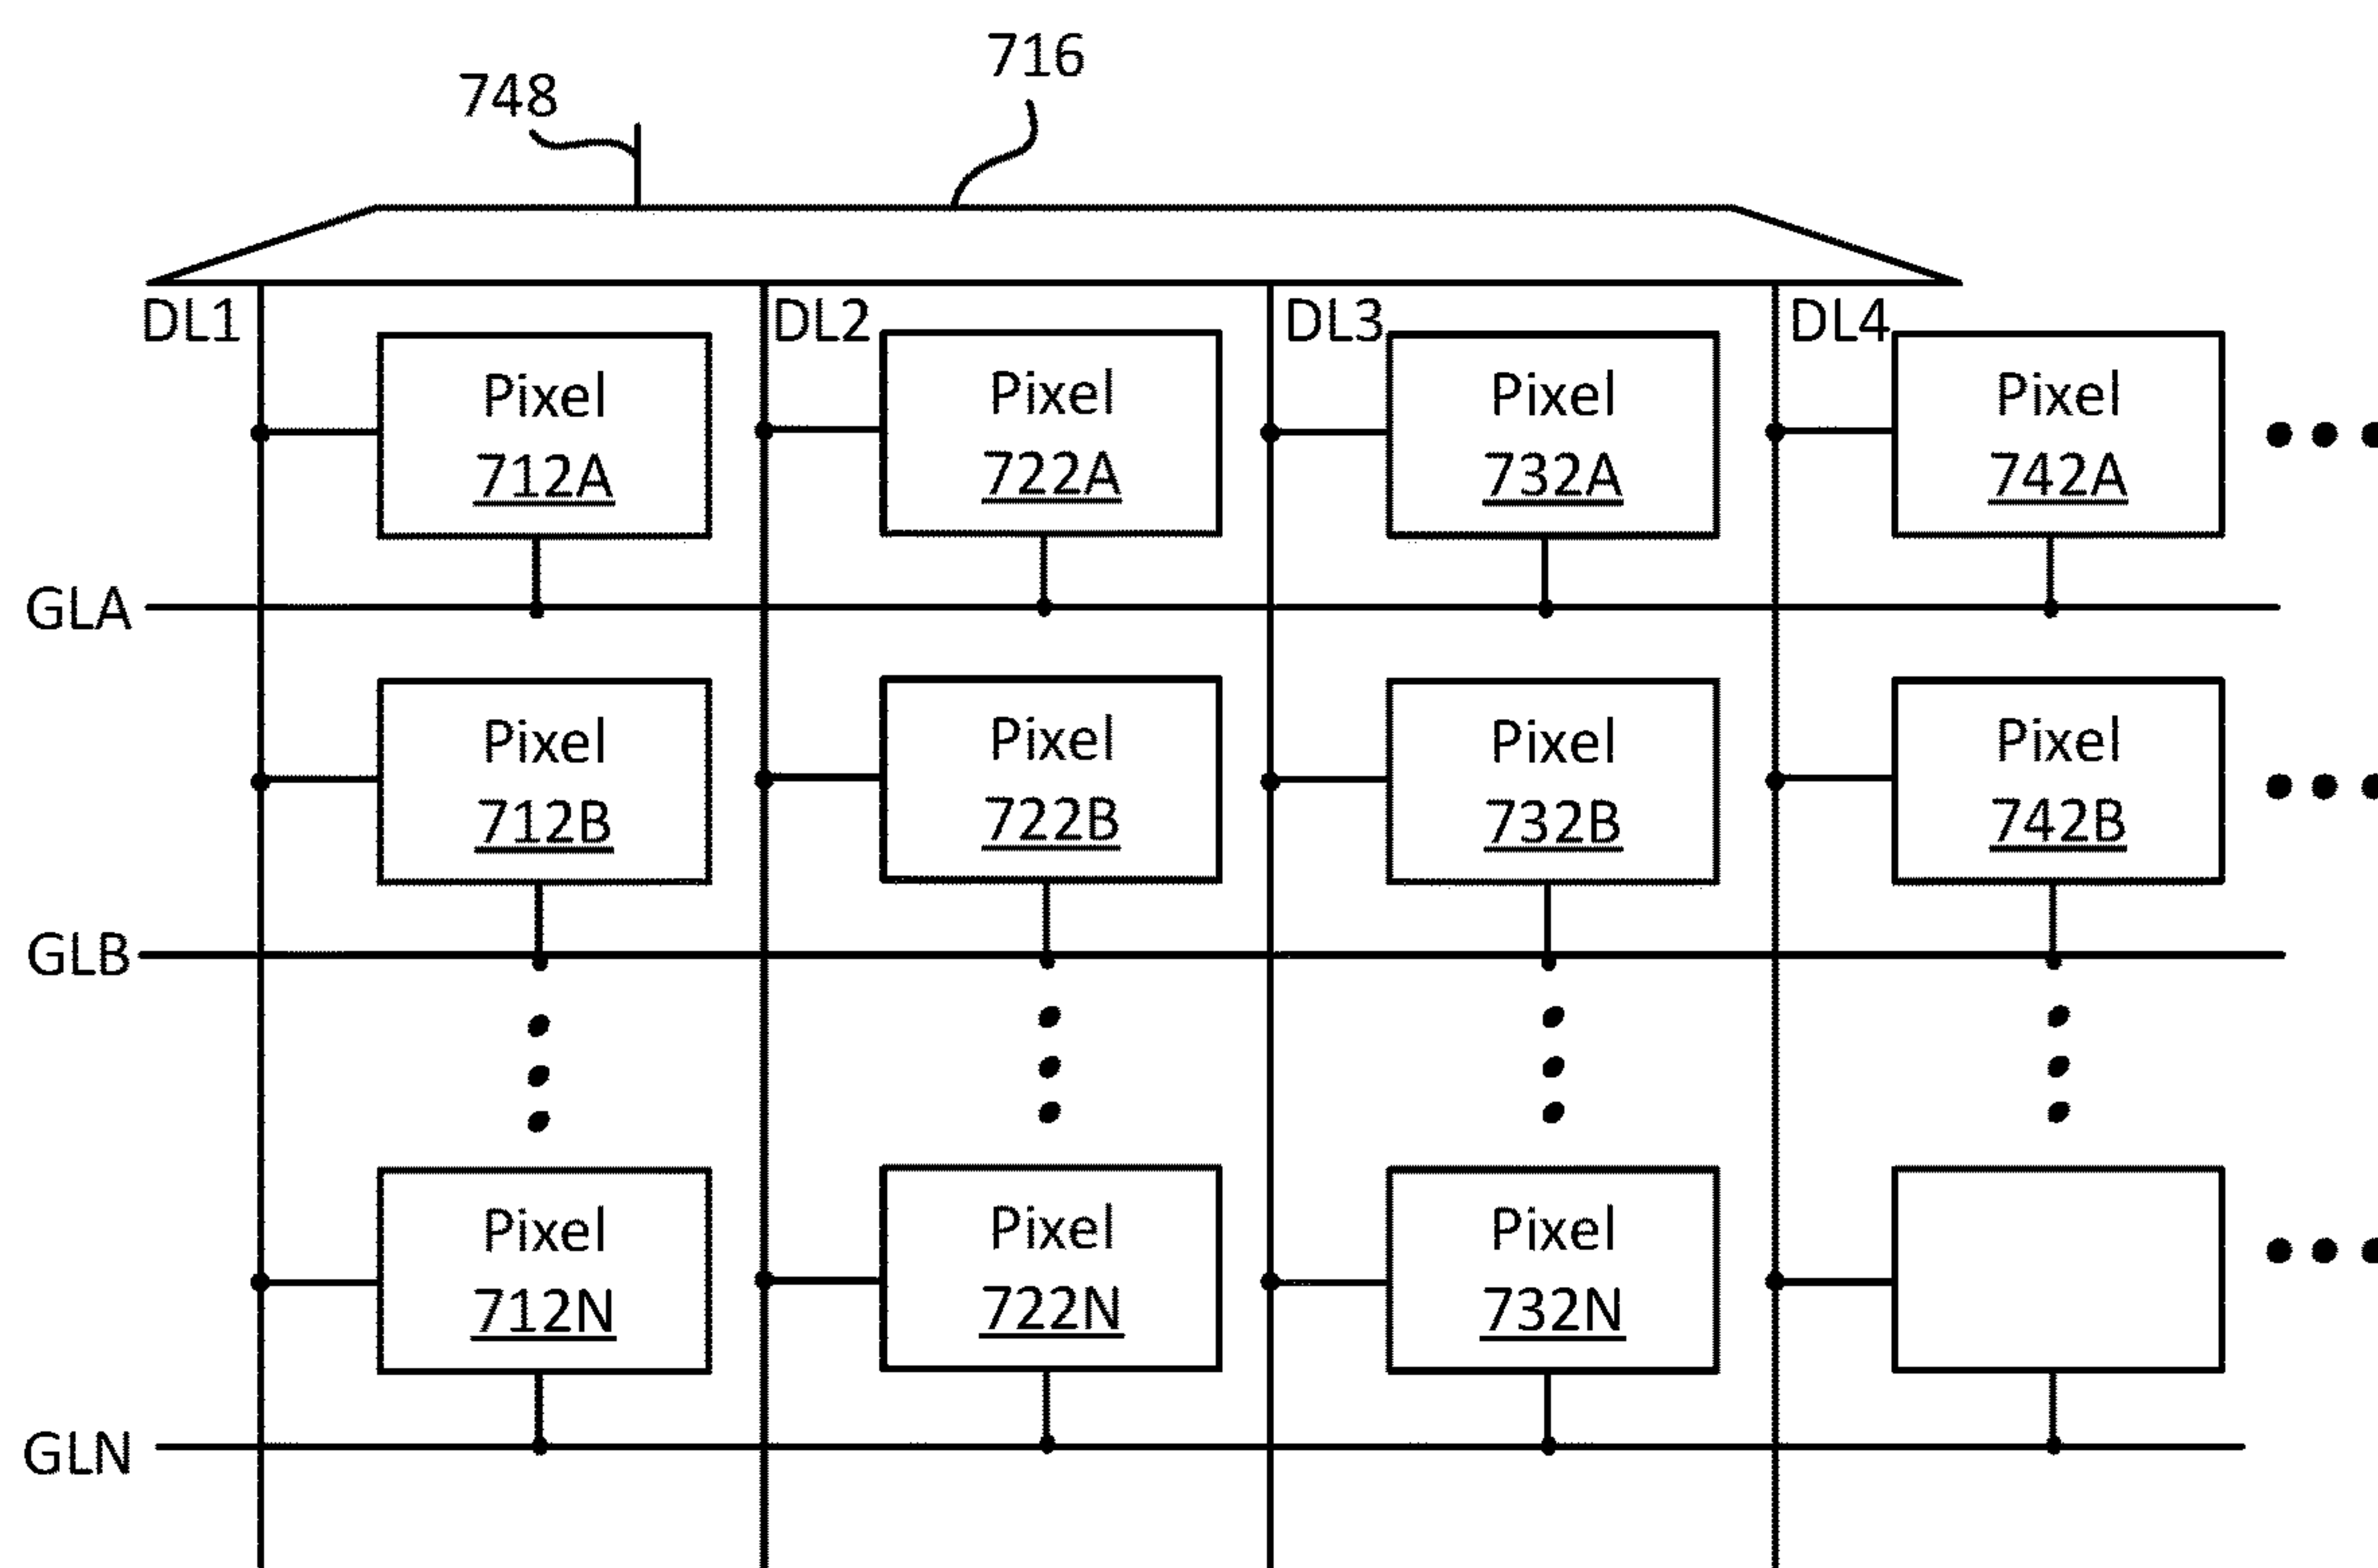 716
748
DL1
DL2
DL3
DL4
Pixel
712A
Pixel
722A
Pixel
732A
Pixel
742A
GLA
Pixel
712B
Pixel
722B
Pixel
732B
Pixel
742B
GLB
Pixel
712N
Pixel
722N
Pixel
732N
GLN